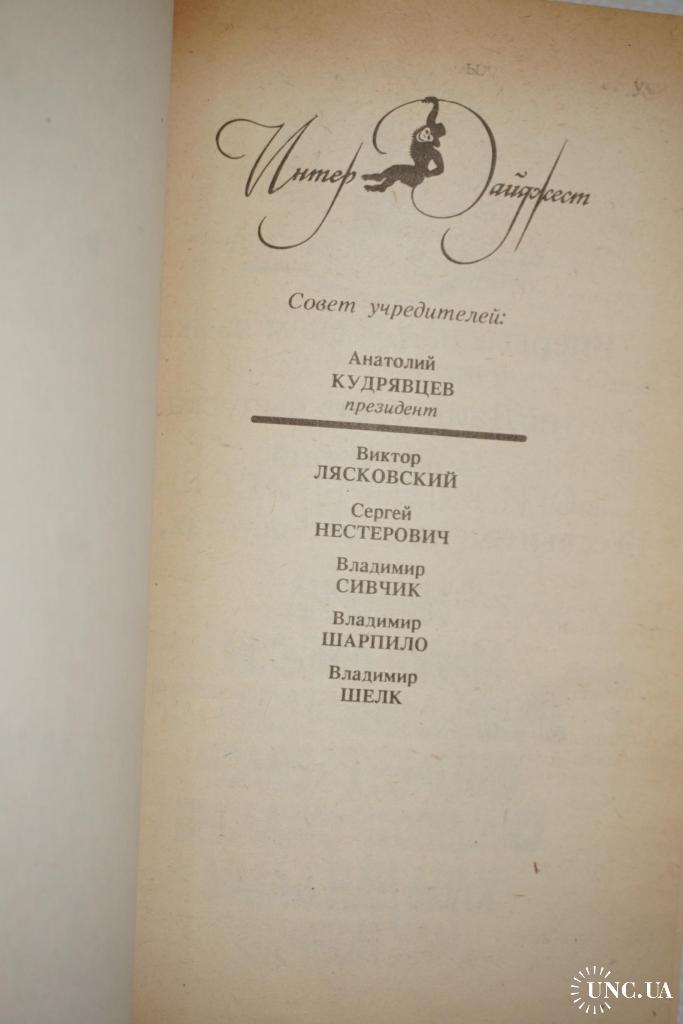 Интер Дайджест
Совет учредителей:
Анатолий
КУДРЯВЦЕВ
президент
Виктор
ЛЯСКОВСКИЙ
Сергей
НЕСТЕРОВИЧ
Владимир
СИВЧИК
Владимир
ШАРПИЛО
Владимир
ШЕЛК
UNC.UA